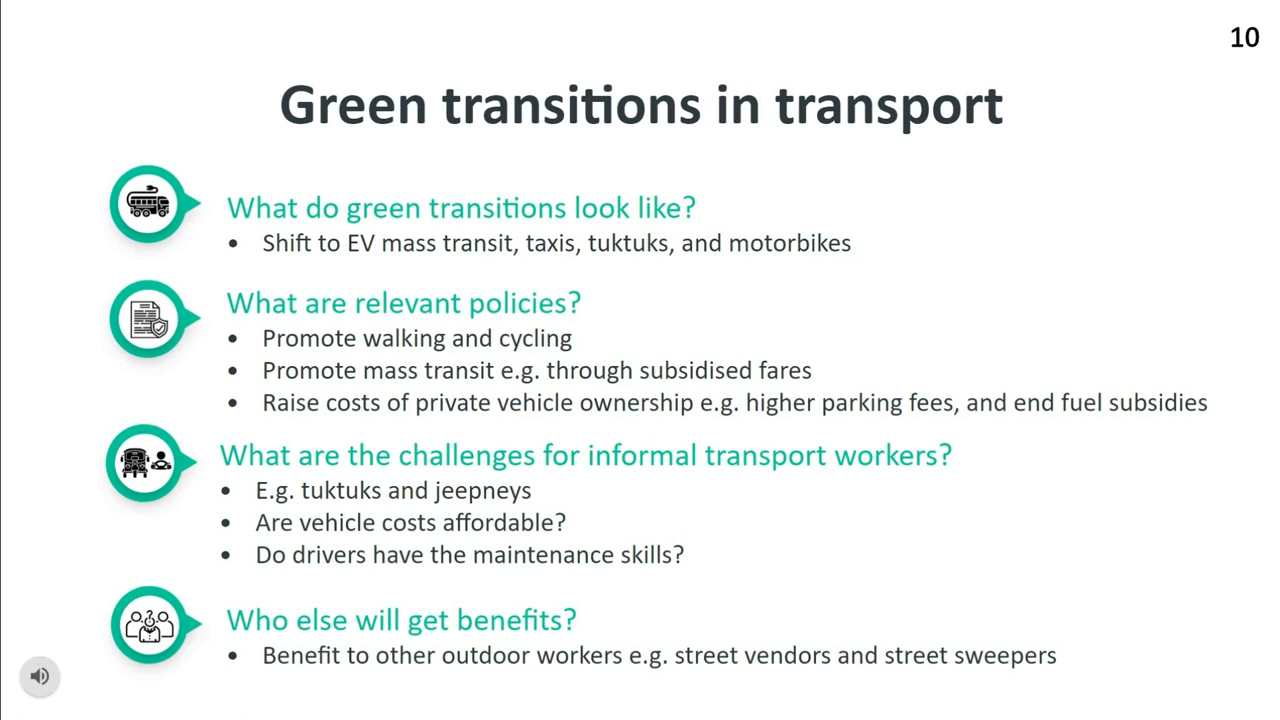 10
Green transitions in transport
What do green transitions look like?
• Shift to EV mass transit, taxis, tuktuks, and motorbikes
What are relevant policies?
• Promote walking and cycling
• Promote mass transit e.g. through subsidised fares
• Raise costs of private vehicle ownership e.g. higher parking fees, and end fuel subsidies
What are the challenges for informal transport workers?
• E.g. tuktuks and jeepneys
• Are vehicle costs affordable?
• Do drivers have the maintenance skills?
Who else will get benefits?
• Benefit to other outdoor workers e.g. street vendors and street sweepers